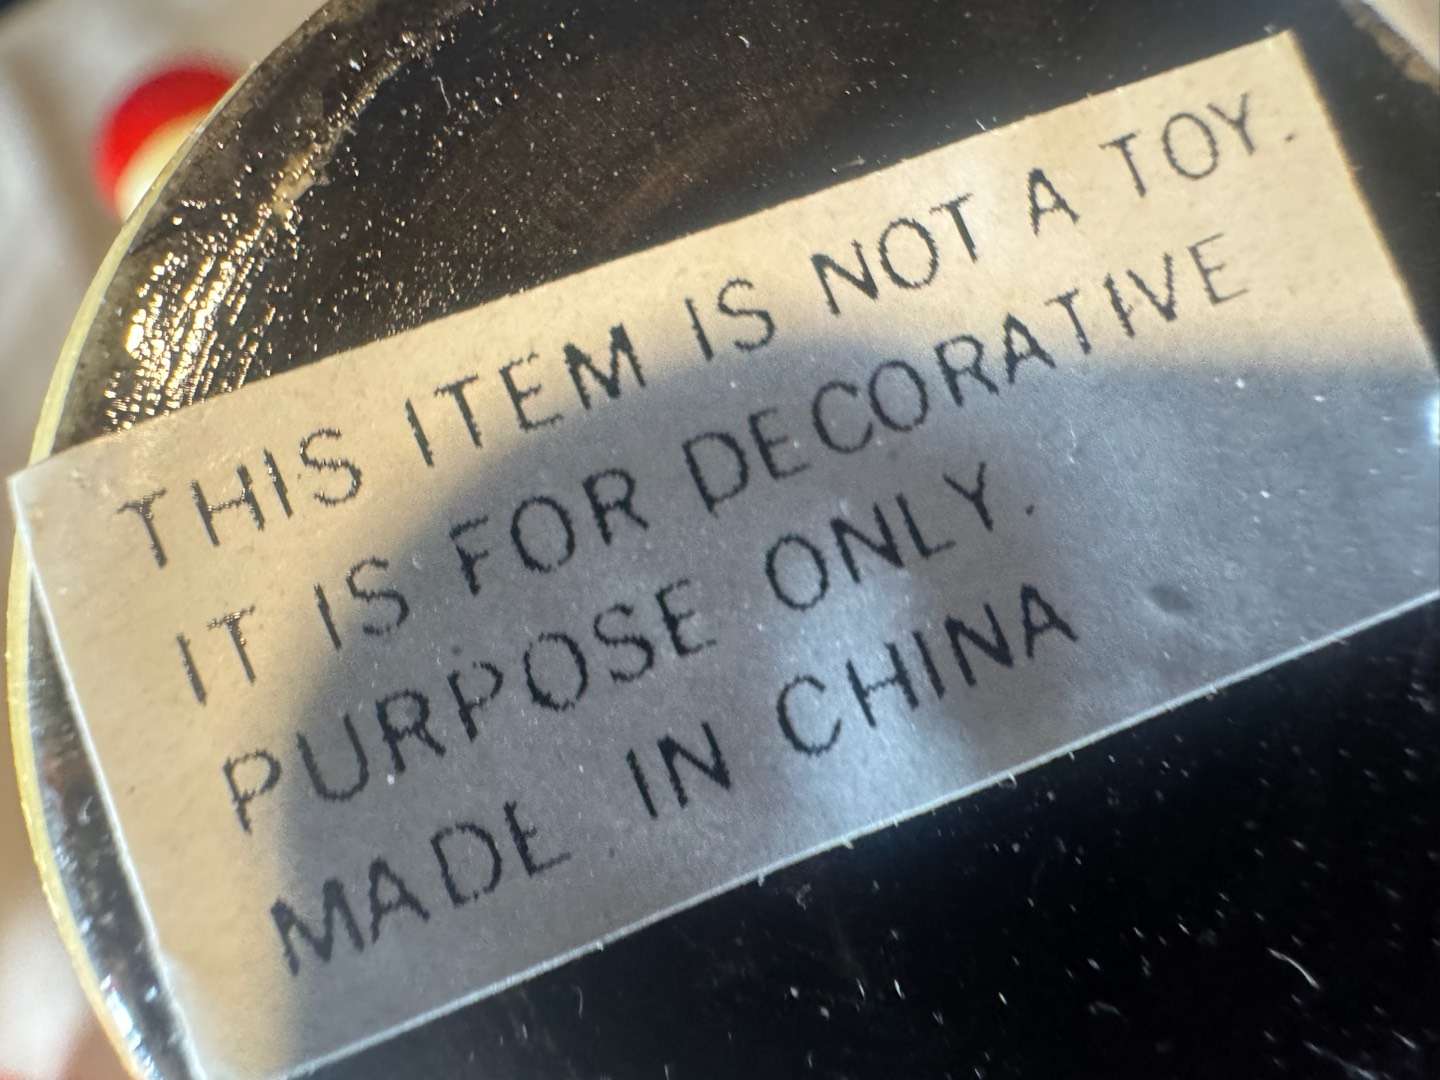 THIS ITEM IS NOT A TOY.
IT IS FOR DECORATIVE
PURPOSE ONLY.
MADE IN CHINA